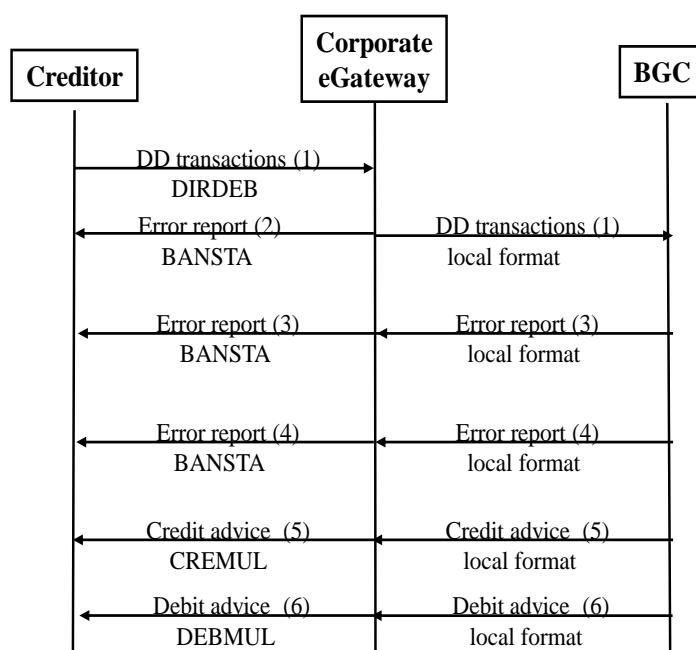 Creditor
Corporate
eGateway
BGC
DD transactions (1)
DIRDEB
Error report (2)
BANSTA
DD transactions (1)
local format
Error report (3)
BANSTA
Error report (3)
local format
Error report (4)
BANSTA
Error report (4)
local format
Credit advice (5)
CREMUL
Credit advice (5)
local format
Debit advice (6)
DEBMUL
Debit advice (6)
local format